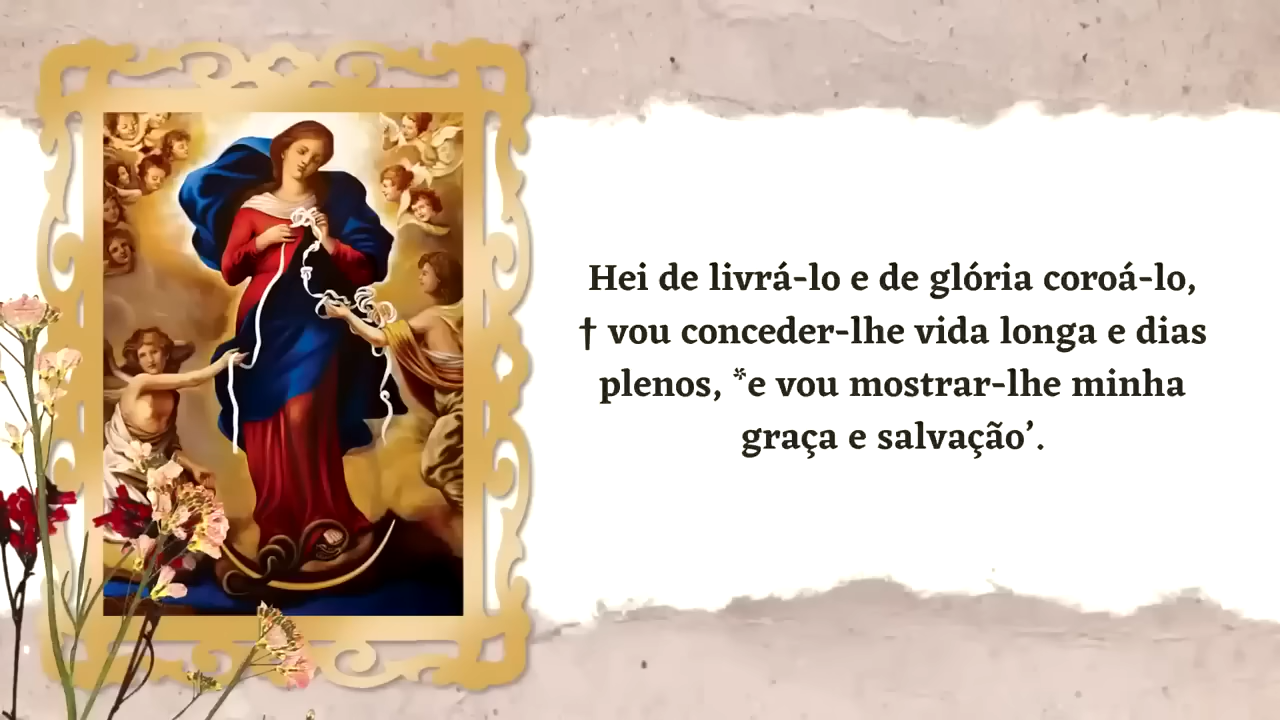 Hei de livrá-lo e de glória coroá-lo,
† vou conceder-lhe vida longa e dias
plenos, *e vou mostrar-lhe minha
graça e salvação’.